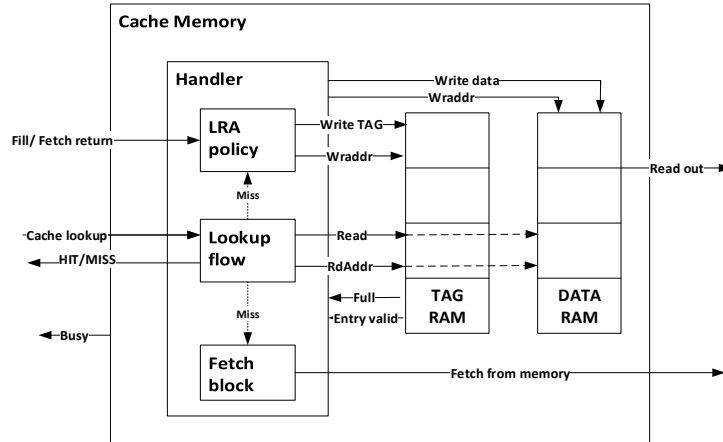 Cache Memory
Handler
Write data
Wraddr
LRA
policy
Write TAG
Wraddr
Fill/ Fetch return
Read out
Miss
Cache lookup
Lookup
flow
Read
HIT/MISS
RdAddr
Full
TAG
RAM
DATA
RAM
Miss
Entry valid
Busy
Fetch
block
Fetch from memory